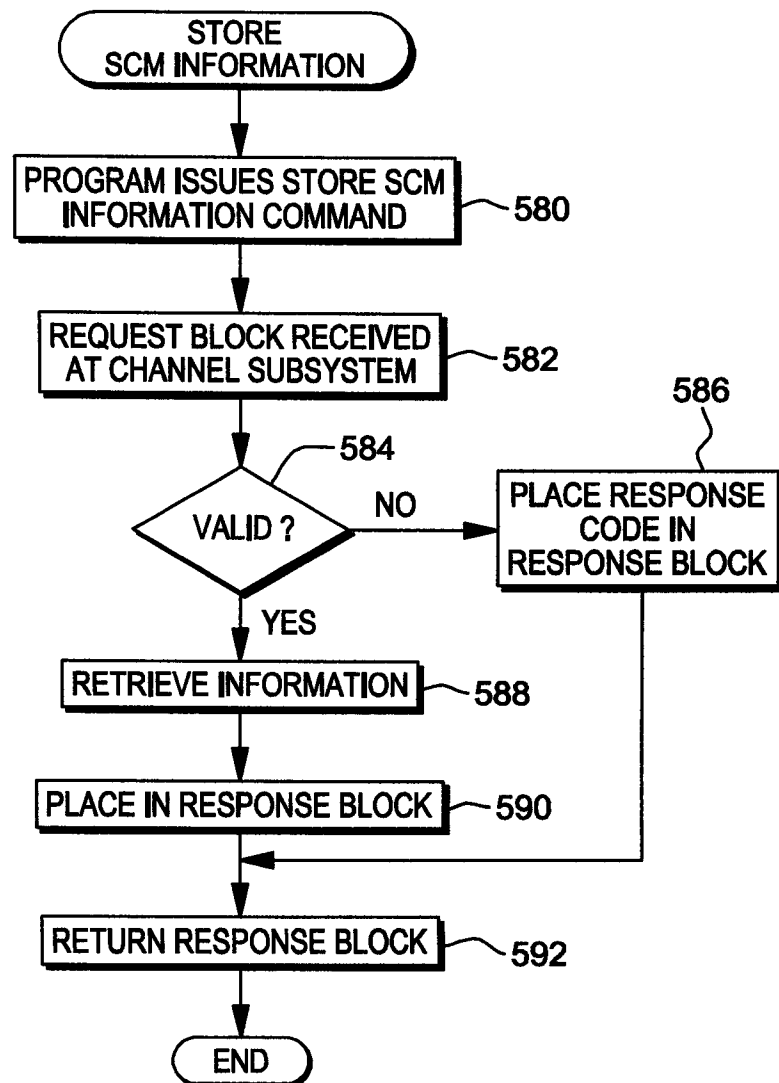 STORE
SCM INFORMATION
PROGRAM ISSUES STORE SCM
INFORMATION COMMAND
580
REQUEST BLOCK RECEIVED
AT CHANNEL SUBSYSTEM
582
584
VALID ?
NO
586
PLACE RESPONSE
CODE IN
RESPONSE BLOCK
YES
RETRIEVE INFORMATION
588
PLACE IN RESPONSE BLOCK
590
RETURN RESPONSE BLOCK
592
END